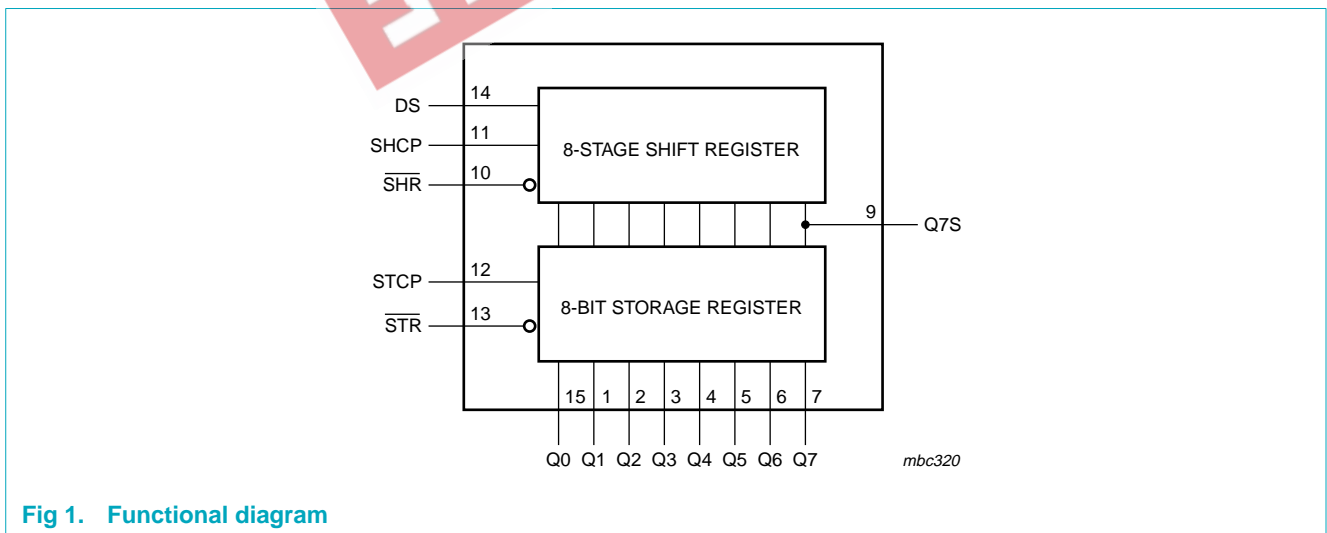 DS
14
SHCP
11
8-STAGE SHIFT REGISTER
S̅H̅R̅
10
9
Q7S
STCP
12
8-BIT STORAGE REGISTER
S̅T̅R̅
13
15 1 2 3 4 5 6 7
Q0 Q1 Q2 Q3 Q4 Q5 Q6 Q7
mbc320
Fig 1. Functional diagram